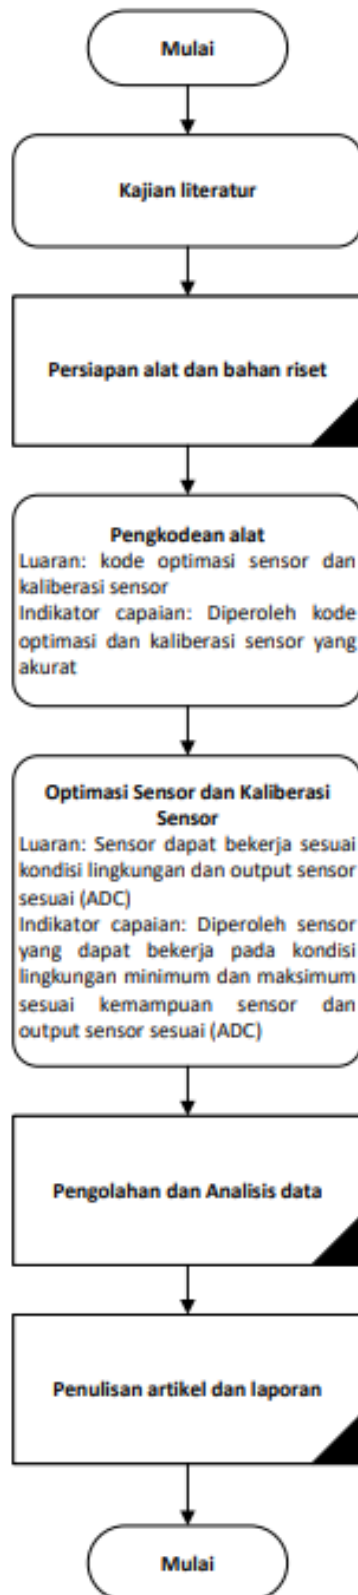 Mulai
Kajian literatur
Persiapan alat dan bahan riset
Pengkodean alat
Luaran: kode optimasi sensor dan
kaliberasi sensor
Indikator capaian: Diperoleh kode
optimasi dan kaliberasi sensor yang
akurat
Optimasi Sensor dan Kaliberasi
Sensor
Luaran: Sensor dapat bekerja sesuai
kondisi lingkungan dan output sensor
sesuai (ADC)
Indikator capaian: Diperoleh sensor
yang dapat bekerja pada kondisi
lingkungan minimum dan maksimum
sesuai kemampuan sensor dan
output sensor sesuai (ADC)
Pengolahan dan Analisis data
Penulisan artikel dan laporan
Mulai